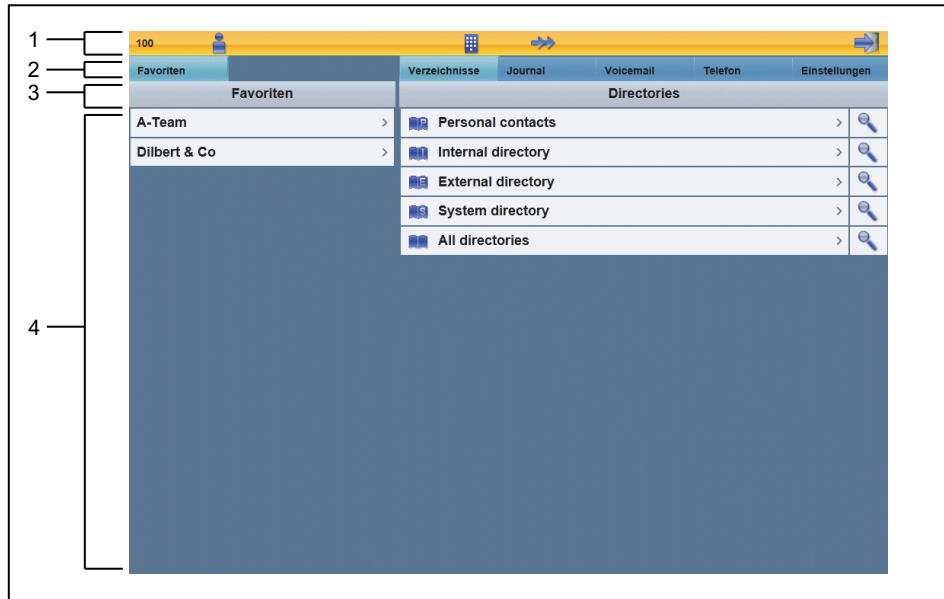 1
100
2
Favoriten
Verzeichnisse Journal Voicemail Telefon Einstellungen
3
Favoriten
Directories
4
A-Team
Dilbert & Co
P Personal contacts
I Internal directory
E External directory
S System directory
All directories